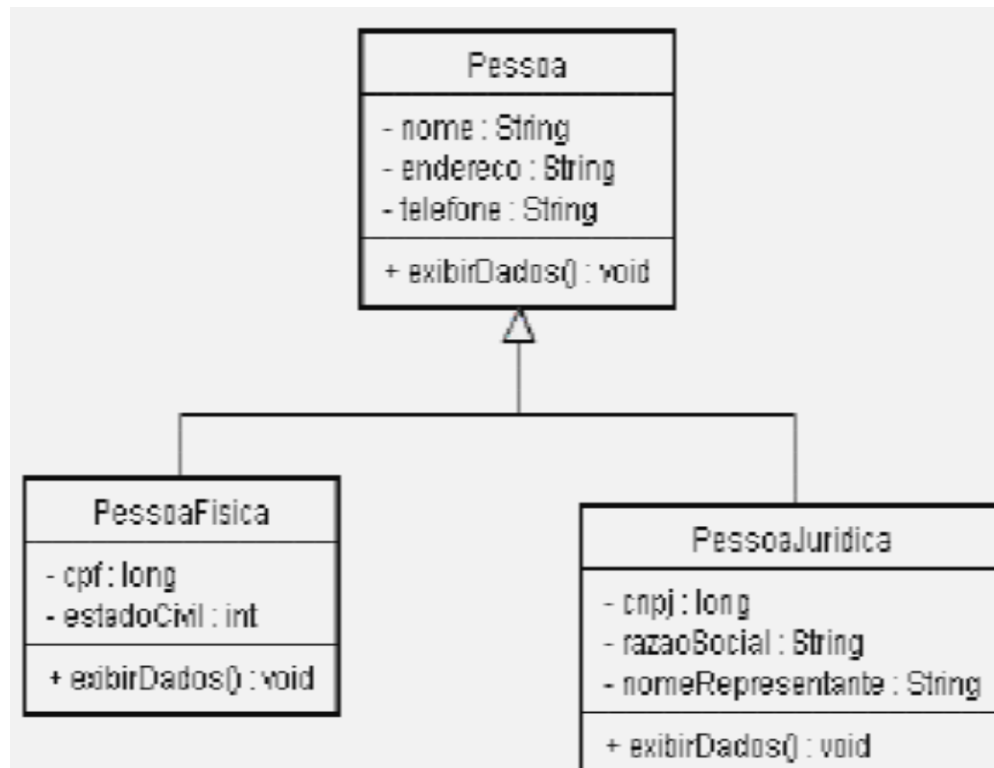 Pessoa
- nome : String
- endereco : String
- telefone : String
+ exibirDados() : void
PessoaFisica
- cpf : long
- estadoCivil : int
+ exibirDados() : void
PessoaJuridica
- cnpj : long
- razaoSocial : String
- nomeRepresentante : String
+ exibirDados() : void